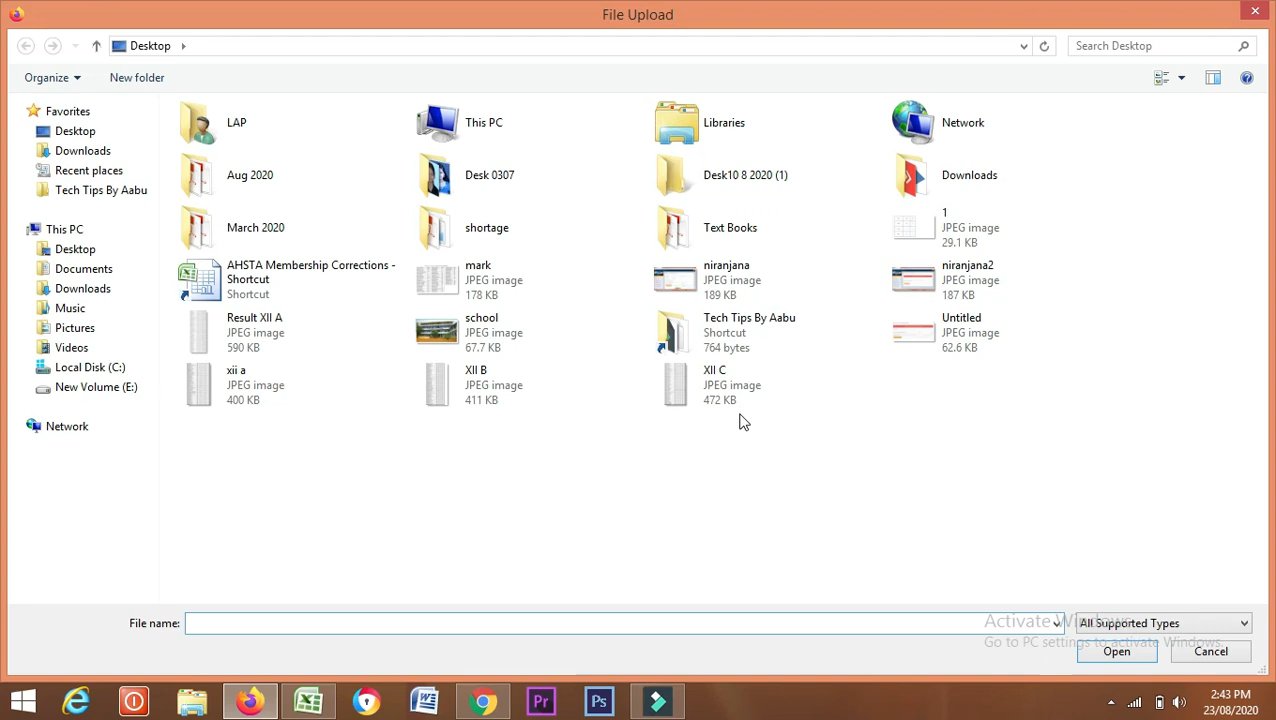 File Upload
Desktop
Search Desktop
Organize
New folder
Favorites
Desktop
Downloads
Recent places
Tech Tips By Aabu
This PC
Desktop
Documents
Downloads
Music
Pictures
Videos
Local Disk (C:)
New Volume (E:)
Network
LAP
This PC
Libraries
Network
Aug 2020
Desk 0307
Desk10 8 2020 (1)
Downloads
March 2020
shortage
Text Books
1
JPEG image
29.1 KB
AHSTA Membership Corrections -
Shortcut
Shortcut
mark
JPEG image
178 KB
niranjana
JPEG image
189 KB
niranjana2
JPEG image
187 KB
Result XII A
JPEG image
590 KB
school
JPEG image
67.7 KB
Tech Tips By Aabu
Shortcut
764 bytes
Untitled
JPEG image
62.6 KB
xii a
JPEG image
400 KB
XII B
JPEG image
411 KB
XII C
JPEG image
472 KB
File name:
All Supported Types
Activate Windows
Go to PC settings to activate Windows.
Open
Cancel
Pr
Ps
2:43 PM
23/08/2020